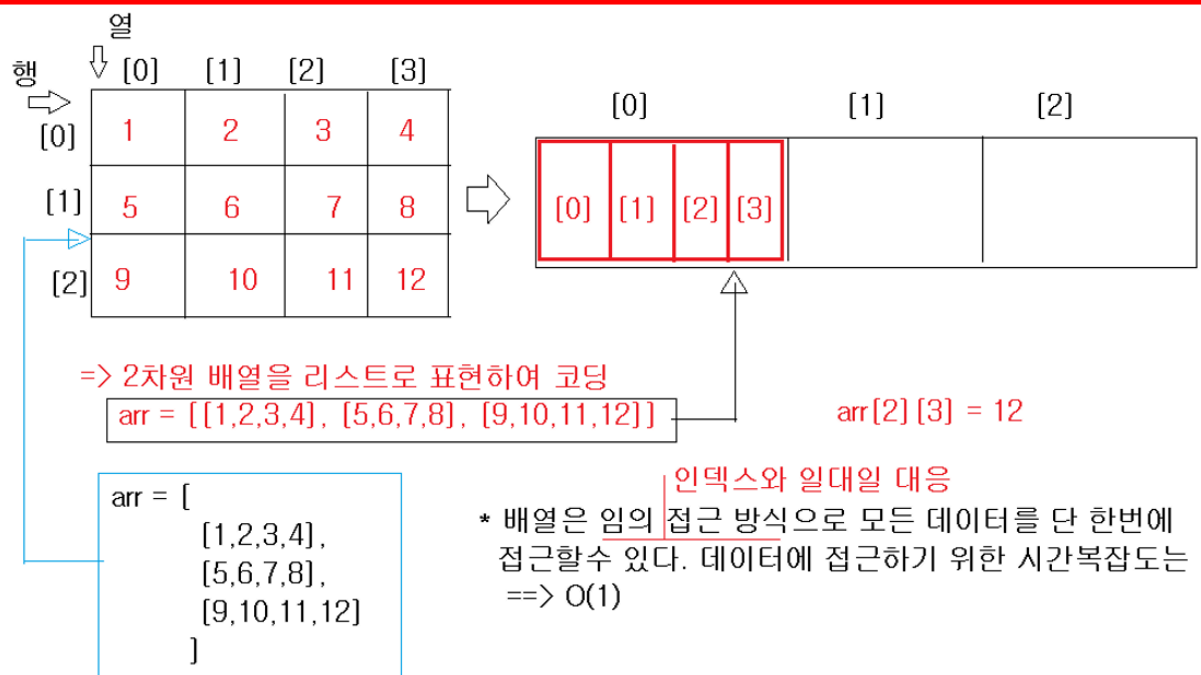 열
행
[0] [1] [2] [3]
[0] 1 2 3 4
[1] 5 6 7 8
[2] 9 10 11 12
[0] [1] [2]
[0] [1] [2] [3]
=> 2차원 배열을 리스트로 표현하여 코딩
arr = [[1,2,3,4], [5,6,7,8], [9,10,11,12]]
arr[2][3] = 12
arr = [
[1,2,3,4],
[5,6,7,8],
[9,10,11,12]
]
인덱스와 일대일 대응
* 배열은 임의 접근 방식으로 모든 데이터를 단 한번에
접근할수 있다. 데이터에 접근하기 위한 시간복잡도는
==> O(1)